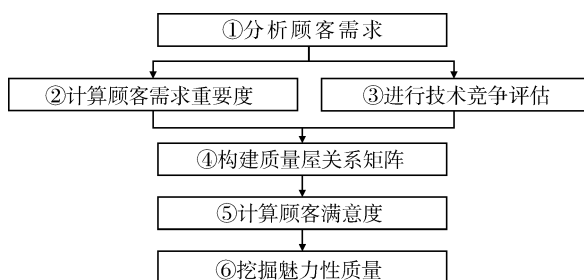 ①分析顾客需求
②计算顾客需求重要度
③进行技术竞争评估
④构建质量屋关系矩阵
⑤计算顾客满意度
⑥挖掘魅力性质量